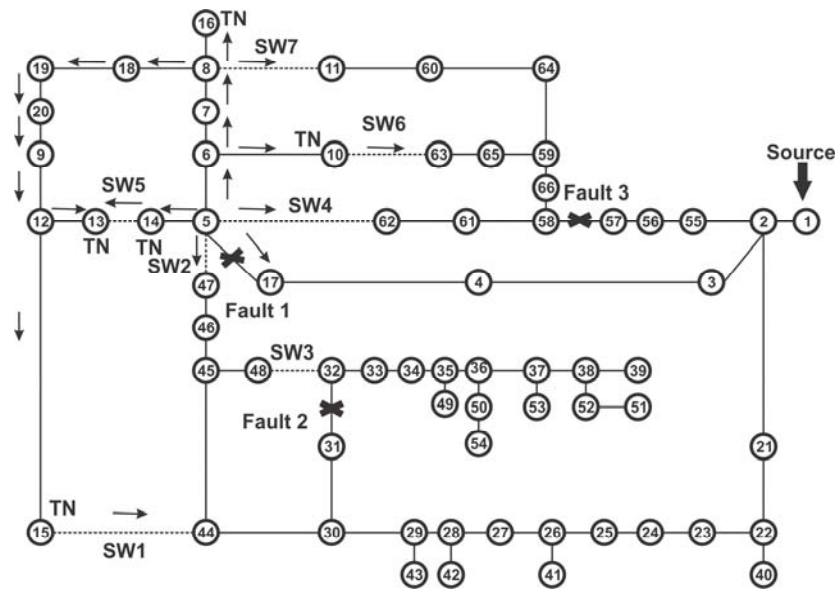 16 TN
SW7
19 18 8 11 60 64
20 7
SW6
TN
9 6 10 63 65 59
Source
66 Fault 3
SW5
SW4
12 13 14 5 62 61 58 57 56 55 2 1
TN TN
SW2
47 17 4 3
Fault 1
46
SW3
45 48 32 33 34 35 36 37 38 39
49 50 53 52 51
Fault 2
31 54 21
TN
15 44 30 29 28 27 26 25 24 23 22
SW1
43 42 41 40